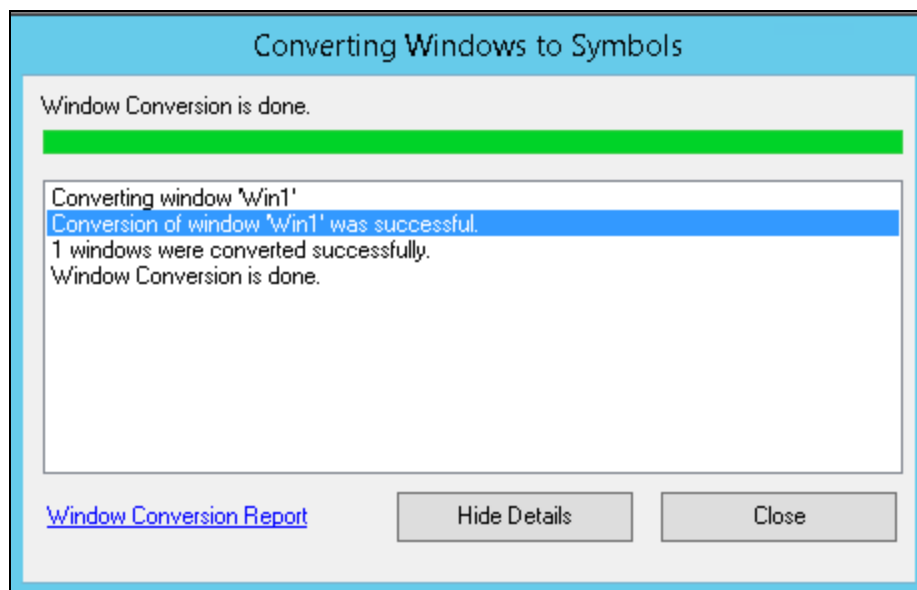 Converting Windows to Symbols
Window Conversion is done.
Converting window 'Win1'
Conversion of window 'Win1' was successful.
1 windows were converted successfully.
Window Conversion is done.
Window Conversion Report
Hide Details
Close